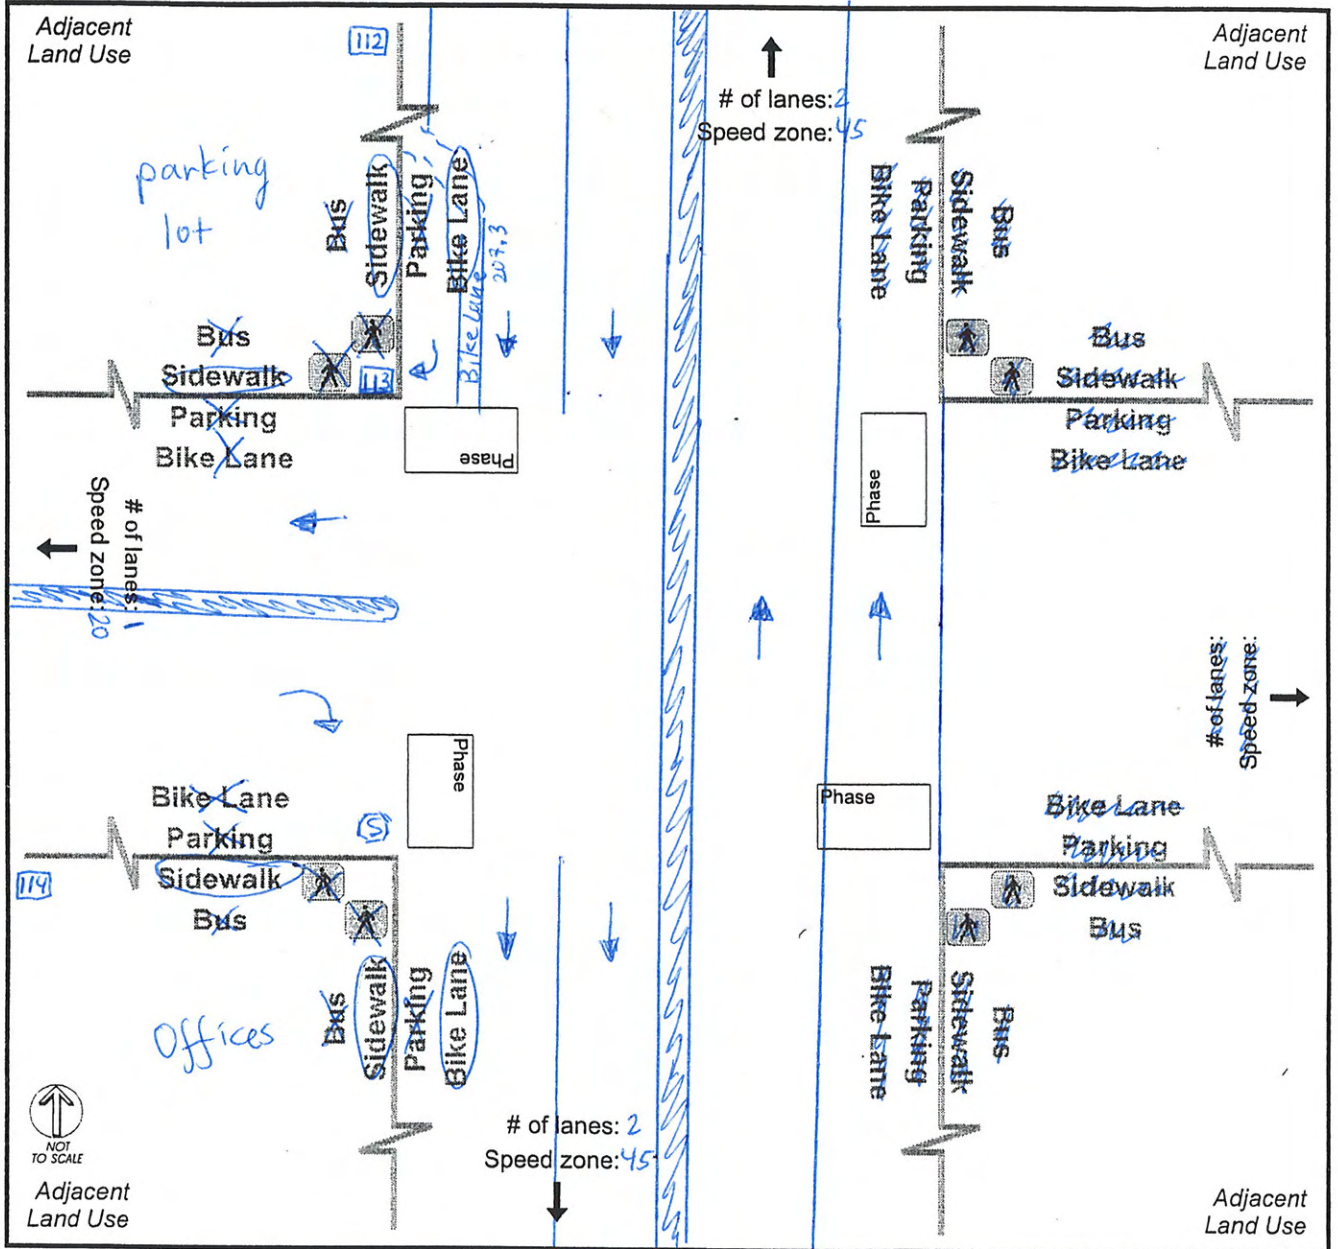 Adjacent
Land Use
112
Adjacent
Land Use
# of lanes: 2
Speed zone: 45
parking
lot
Bus
Sidewalk
Parking
Bike Lane
Bike Lane
207.3
Bike Lane
Parking
Sidewalk
Bus
Bus
Sidewalk
113
Parking
Bike Lane
Bus
Sidewalk
Parking
Bike Lane
Phase
Phase
# of lanes: 1
Speed zone: 20
# of lanes:
Speed zone:
Phase
Phase
Bike Lane
Parking
S
Sidewalk
Bus
114
Bike Lane
Parking
Sidewalk
Bus
Offices
Bus
Sidewalk
Parking
Bike Lane
Bike Lane
Parking
Sidewalk
Bus
NOT
TO SCALE
# of lanes: 2
Speed zone: 45
Adjacent
Land Use
Adjacent
Land Use